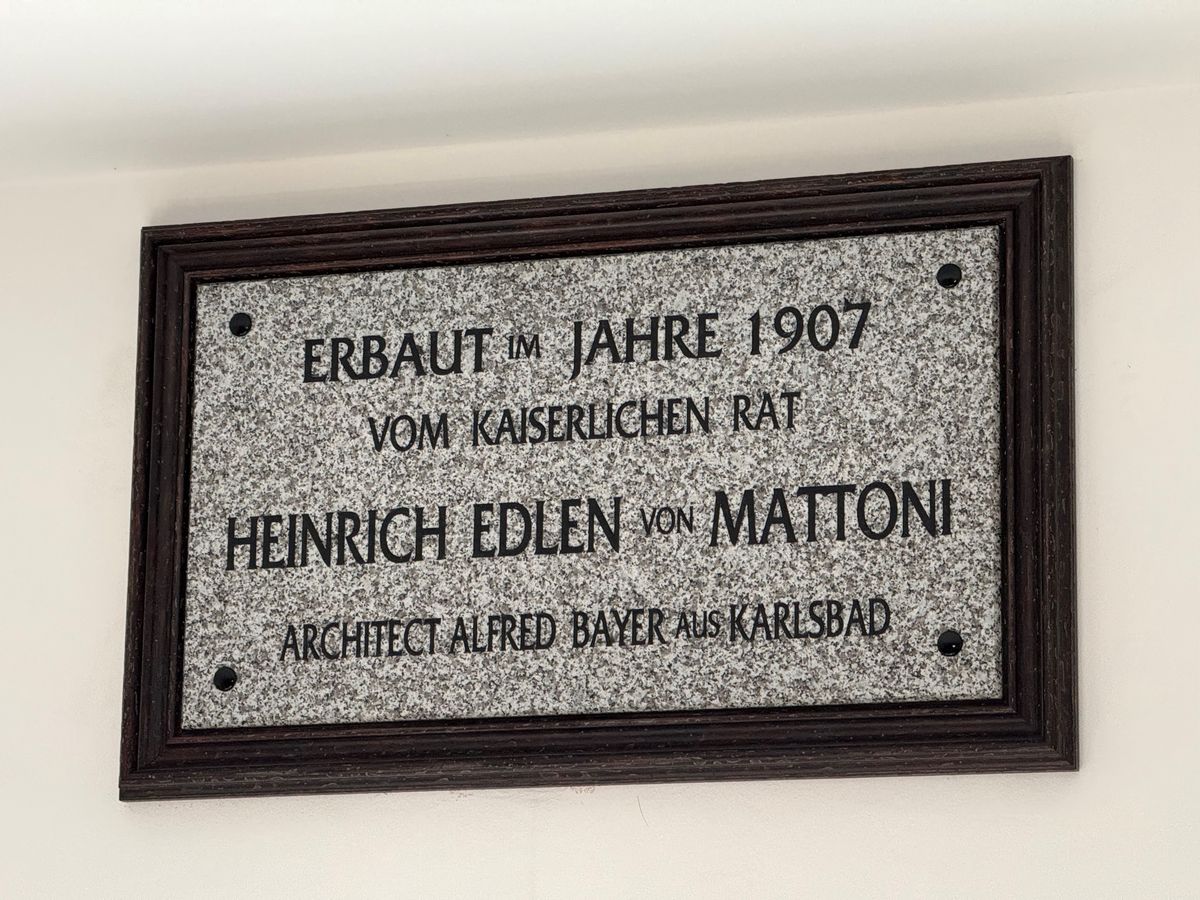 ERBAUT IM JAHRE 1907
VOM KAISERLICHEN RAT
HEINRICH EDLEN VON MATTONI
ARCHITECT ALFRED BAYER AUS KARLSBAD